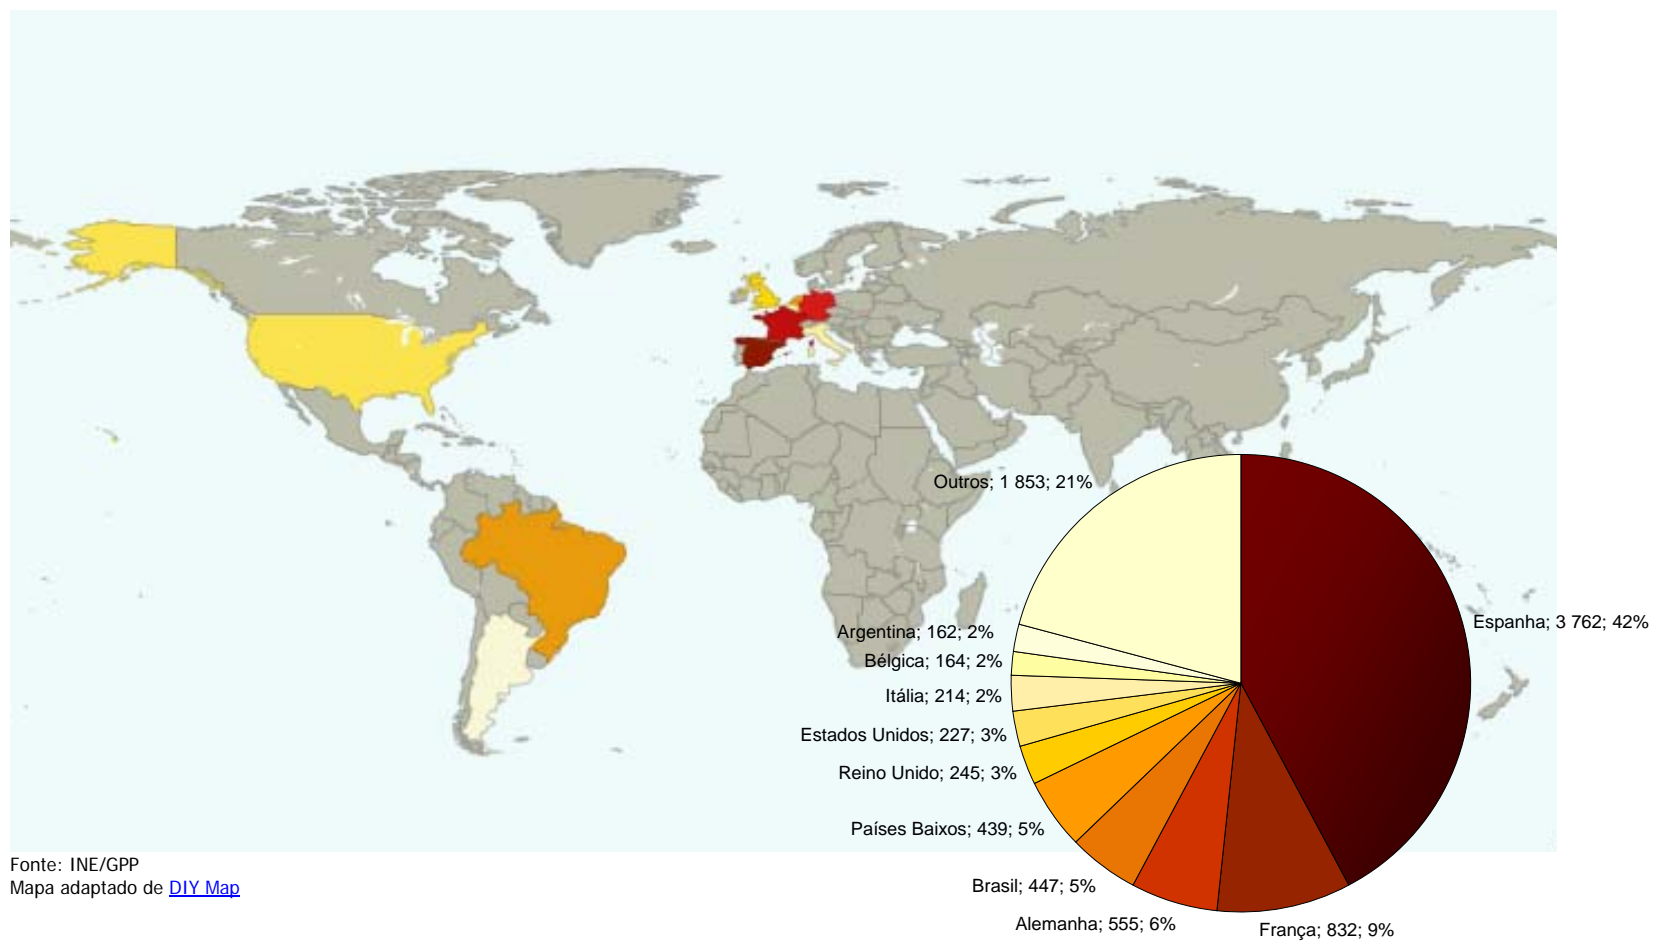 Outros; 1 853; 21%
Espanha; 3 762; 42%
Argentina; 162; 2%
Bélgica; 164; 2%
Itália; 214; 2%
Estados Unidos; 227; 3%
Reino Unido; 245; 3%
Países Baixos; 439; 5%
Brasil; 447; 5%
Alemanha; 555; 6%
França; 832; 9%
Fonte: INE/GPP
Mapa adaptado de DIY Map